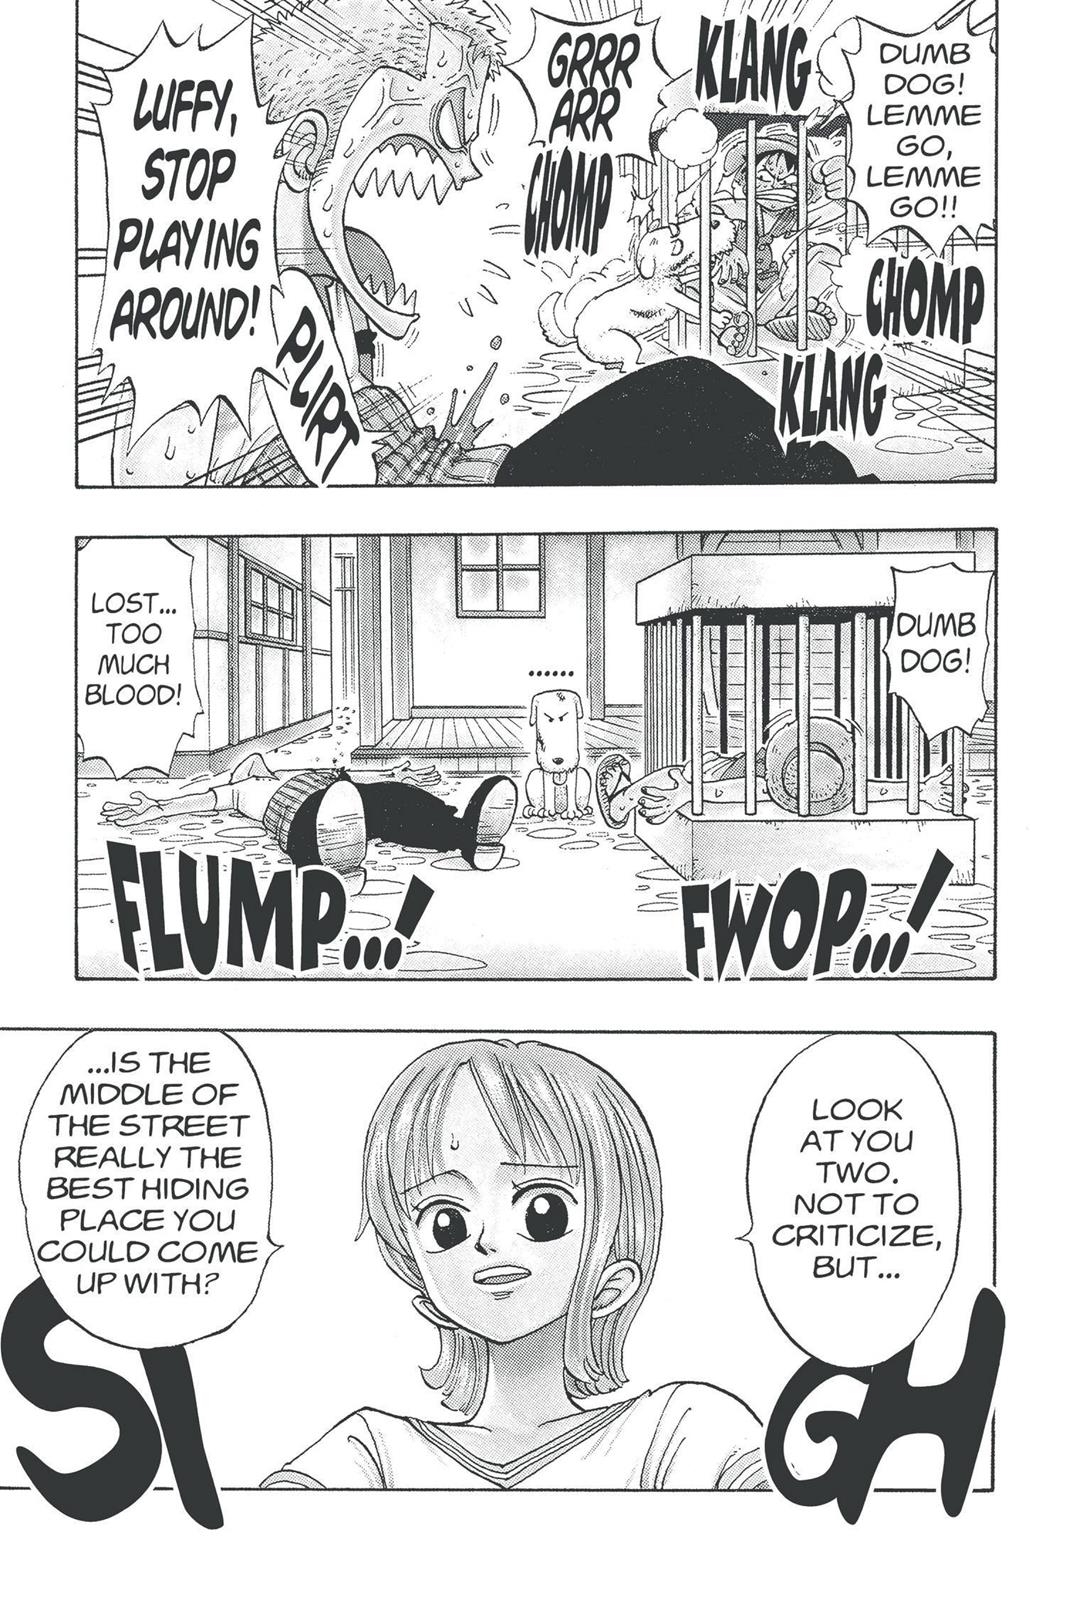 DUMB
DOG!
LEMME
GO,
LEMME
GO!!
KLANG
GRRR
ARR
CHOMP
CHOMP
KLANG
LUFFY,
STOP
PLAYING
AROUND!
PLIRT
DUMB
DOG!
......
LOST...
TOO
MUCH
BLOOD!
FWOP...!
FLUMP...!
LOOK
AT YOU
TWO.
NOT TO
CRITICIZE,
BUT...
...IS THE
MIDDLE OF
THE STREET
REALLY THE
BEST HIDING
PLACE YOU
COULD COME
UP WITH?
SIGH